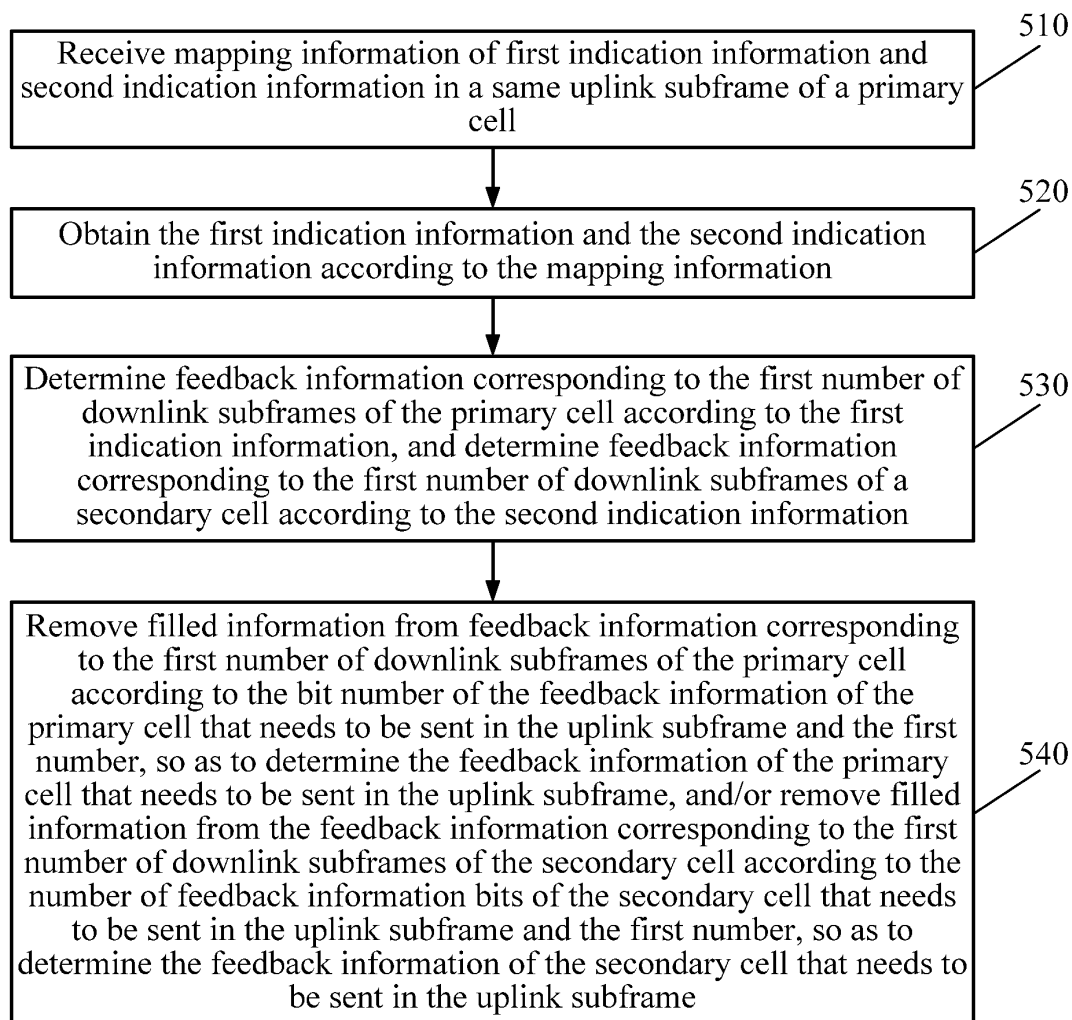 510
Receive mapping information of first indication information and
second indication information in a same uplink subframe of a primary
cell
520
Obtain the first indication information and the second indication
information according to the mapping information
530
Determine feedback information corresponding to the first number of
downlink subframes of the primary cell according to the first
indication information, and determine feedback information
corresponding to the first number of downlink subframes of a
secondary cell according to the second indication information
540
Remove filled information from feedback information corresponding
to the first number of downlink subframes of the primary cell
according to the bit number of the feedback information of the
primary cell that needs to be sent in the uplink subframe and the first
number, so as to determine the feedback information of the primary
cell that needs to be sent in the uplink subframe, and/or remove filled
information from the feedback information corresponding to the first
number of downlink subframes of the secondary cell according to the
number of feedback information bits of the secondary cell that needs
to be sent in the uplink subframe and the first number, so as to
determine the feedback information of the secondary cell that needs to
be sent in the uplink subframe